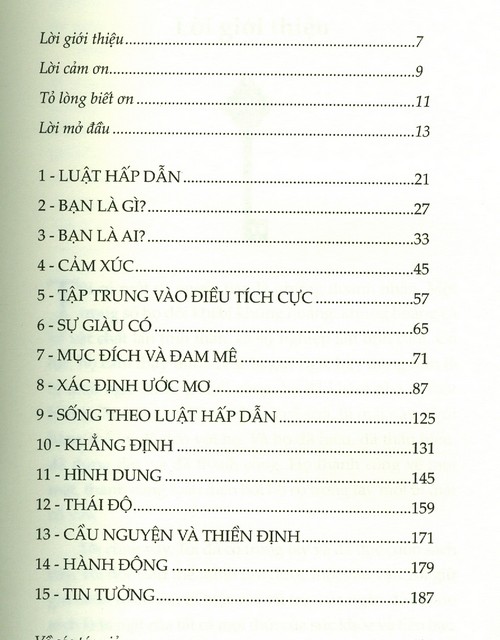 Lời giới thiệu 7
Lời cảm ơn 9
Tỏ lòng biết ơn 11
Lời mở đầu 13
1 - LUẬT HẤP DẪN 21
2 - BẠN LÀ GÌ? 27
3 - BẠN LÀ AI? 33
4 - CẢM XÚC 45
5 - TẬP TRUNG VÀO ĐIỀU TÍCH CỰC 57
6 - SỰ GIÀU CÓ 65
7 - MỤC ĐÍCH VÀ ĐAM MÊ 71
8 - XÁC ĐỊNH ƯỚC MƠ 87
9 - SỐNG THEO LUẬT HẤP DẪN 125
10 - KHẲNG ĐỊNH 131
11 - HÌNH DUNG 145
12 - THÁI ĐỘ 159
13 - CẦU NGUYỆN VÀ THIỀN ĐỊNH 171
14 - HÀNH ĐỘNG 179
15 - TIN TƯỞNG 187